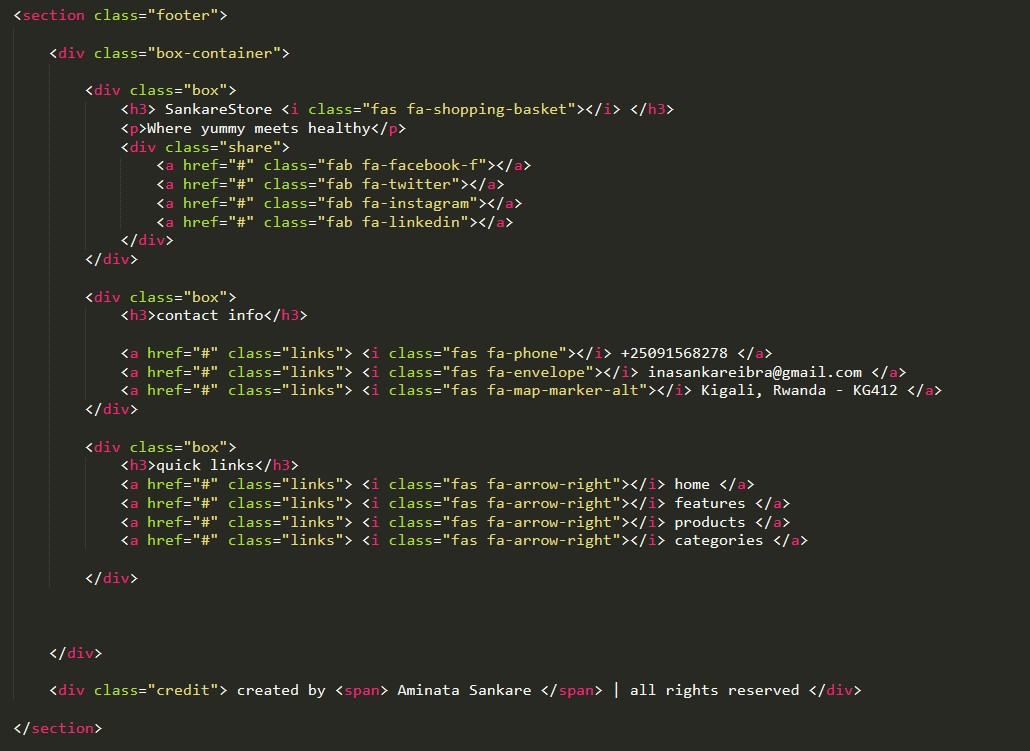 <section class="footer">
<div class="box-container">
<div class="box">
<h3> SankareStore <i class="fas fa-shopping-basket"></i> </h3>
<p>Where yummy meets healthy</p>
<div class="share">
<a href="#" class="fab fa-facebook-f"></a>
<a href="#" class="fab fa-twitter"></a>
<a href="#" class="fab fa-instagram"></a>
<a href="#" class="fab fa-linkedin"></a>
</div>
</div>
<div class="box">
<h3>contact info</h3>
<a href="#" class="links"> <i class="fas fa-phone"></i> +25091568278 </a>
<a href="#" class="links"> <i class="fas fa-envelope"></i> inasankareibra@gmail.com </a>
<a href="#" class="links"> <i class="fas fa-map-marker-alt"></i> Kigali, Rwanda - KG412 </a>
</div>
<div class="box">
<h3>quick links</h3>
<a href="#" class="links"> <i class="fas fa-arrow-right"></i> home </a>
<a href="#" class="links"> <i class="fas fa-arrow-right"></i> features </a>
<a href="#" class="links"> <i class="fas fa-arrow-right"></i> products </a>
<a href="#" class="links"> <i class="fas fa-arrow-right"></i> categories </a>
</div>
</div>
<div class="credit"> created by <span> Aminata Sankare </span> | all rights reserved </div>
</section>